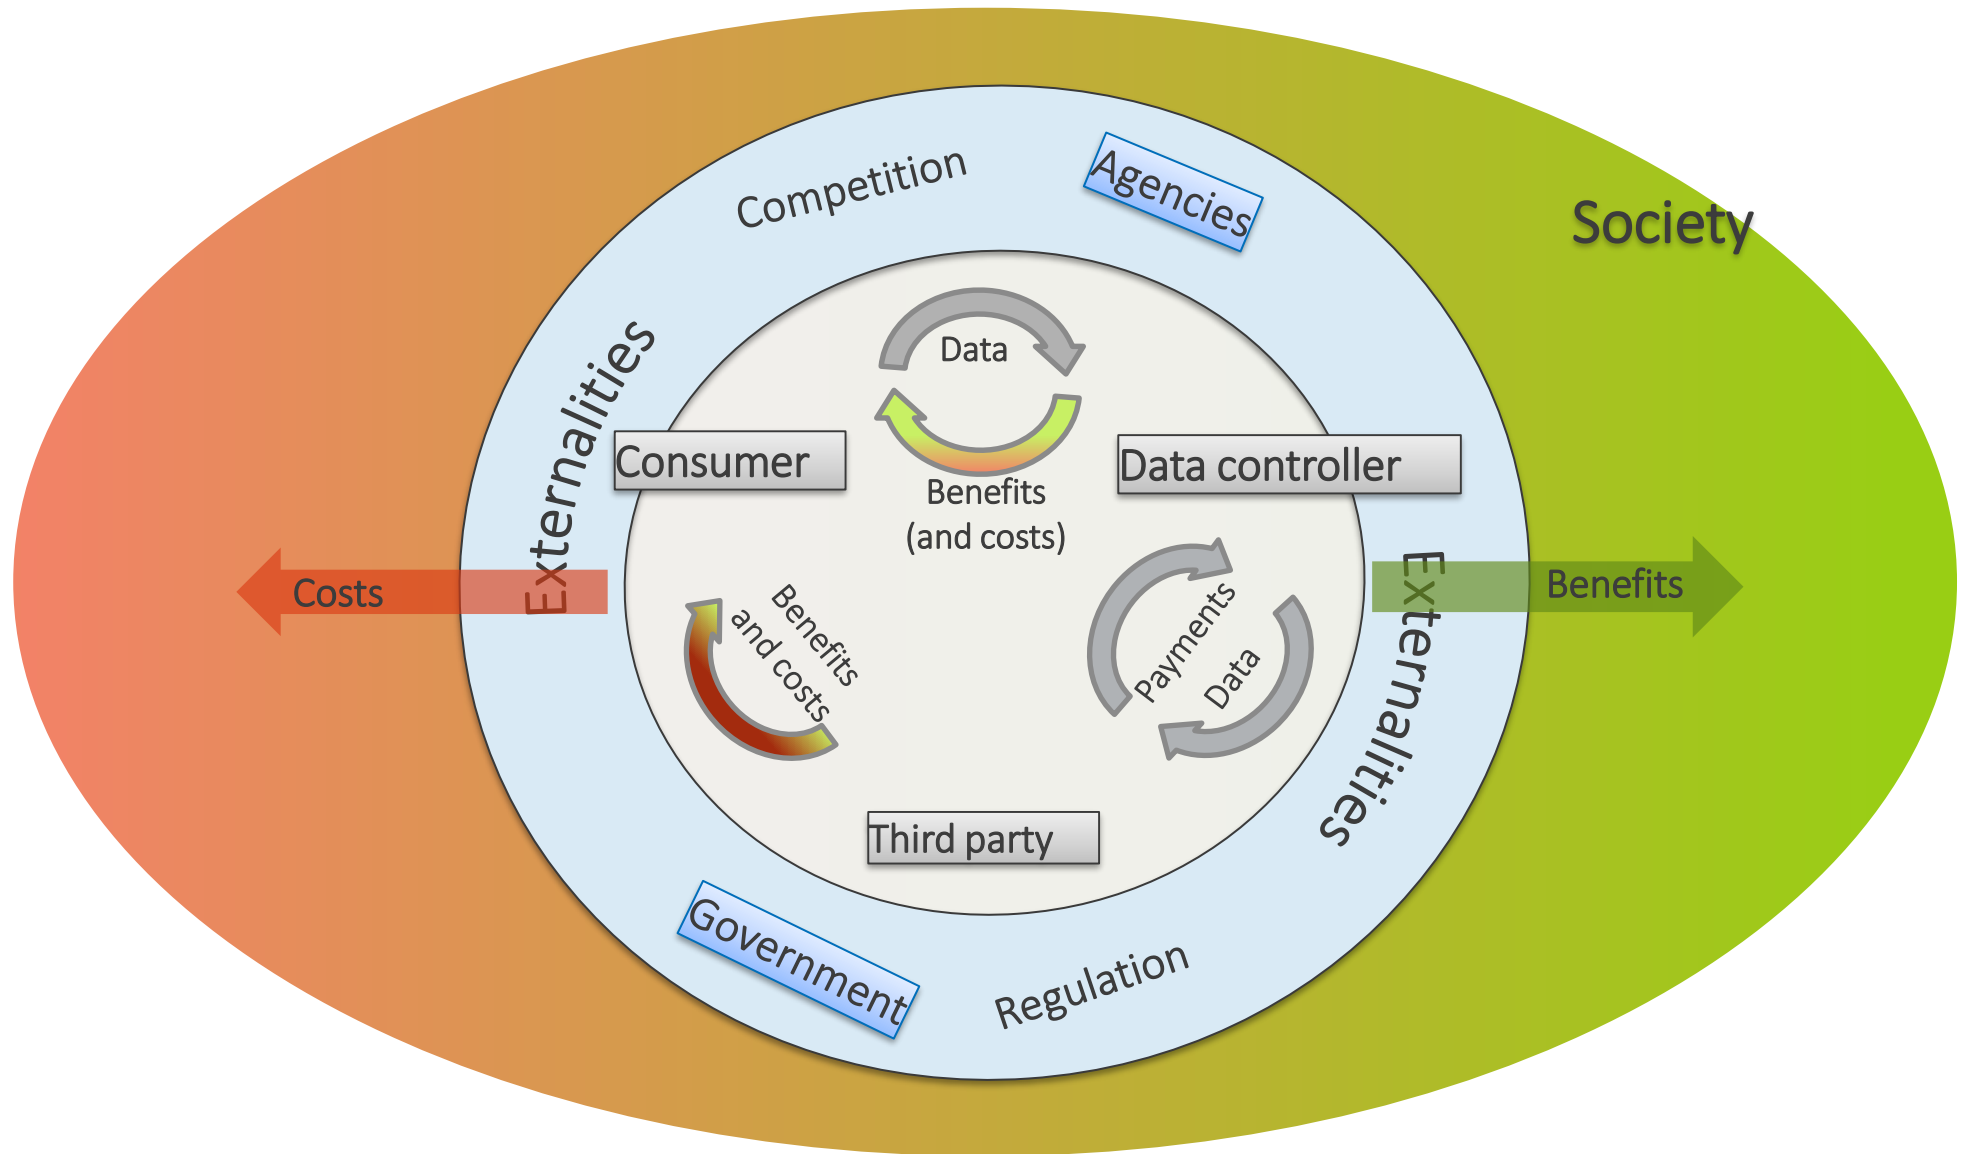 Competition
Agencies
Society
Externalities
Data
Consumer
Data controller
Benefits
(and costs)
Costs
Benefits
and costs
Payments
Data
Externalities
Benefits
Third party
Government
Regulation